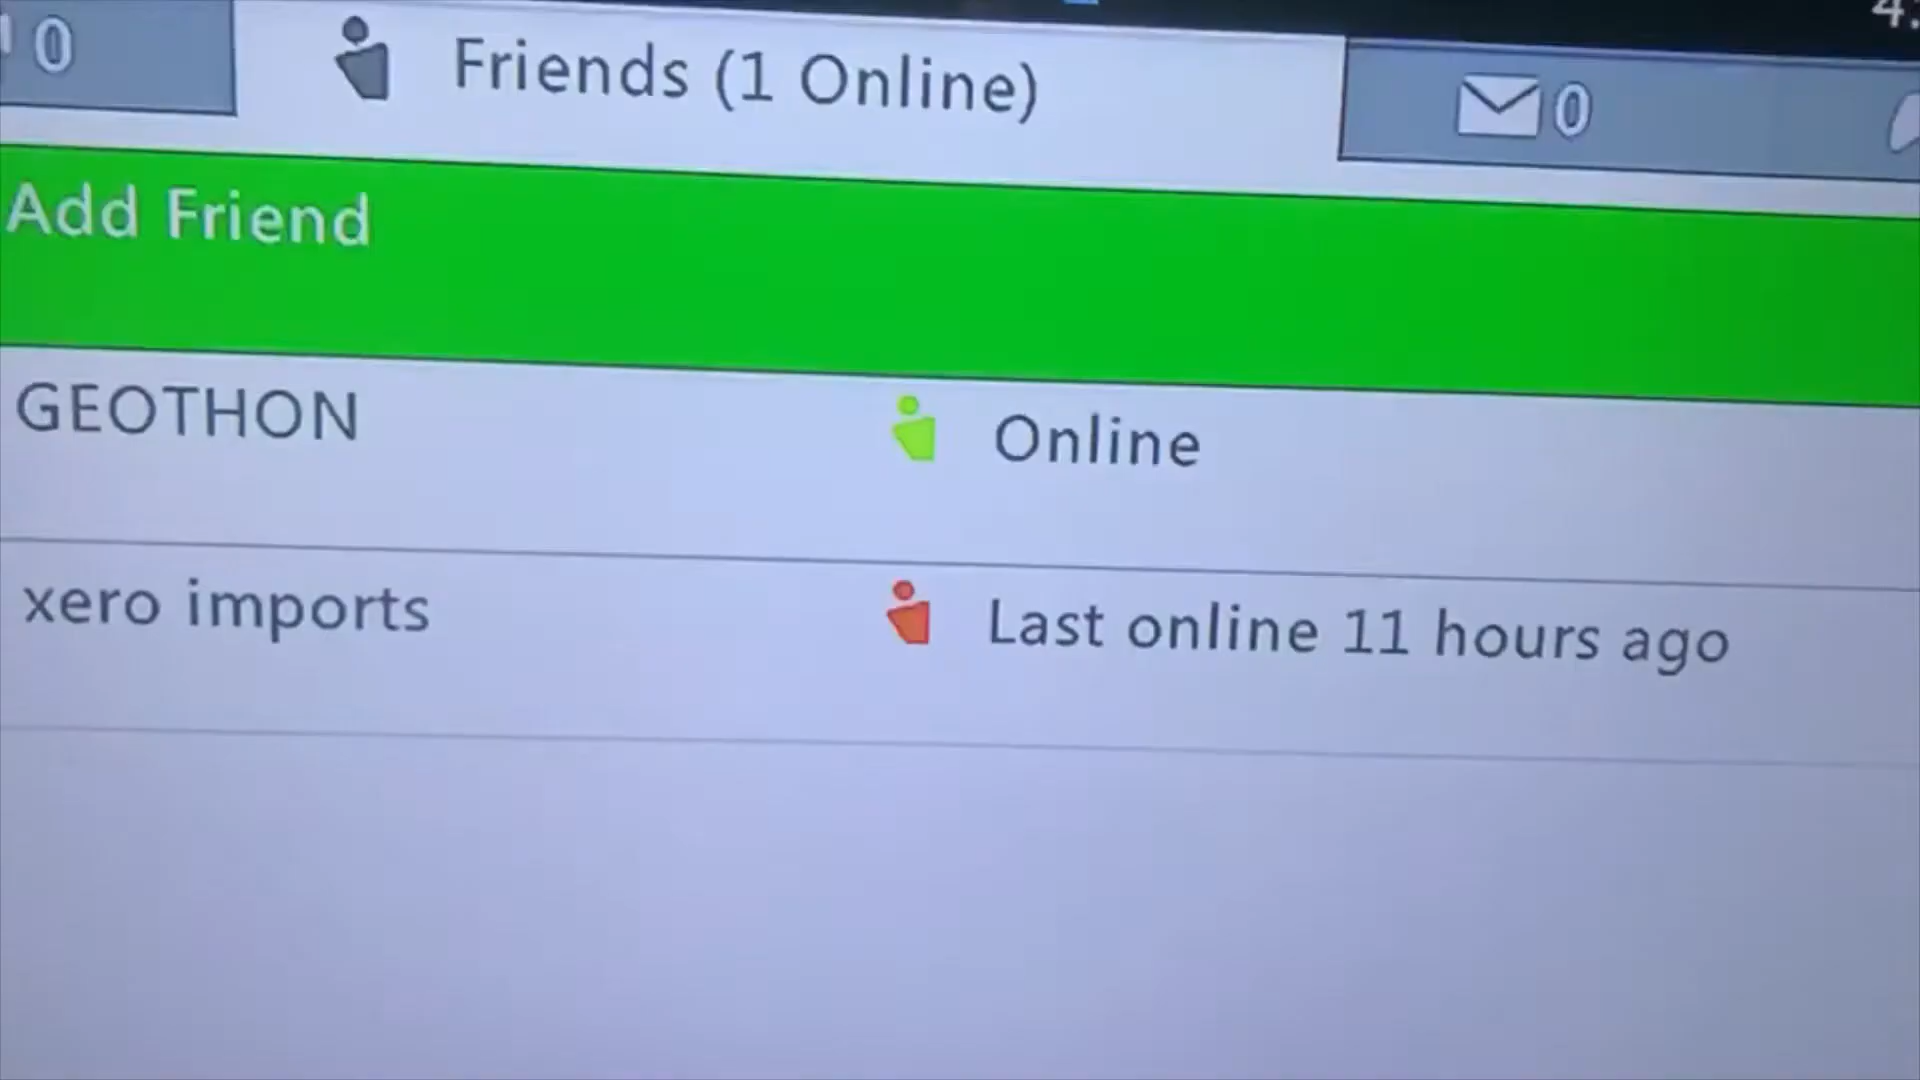 0
Friends (1 Online)
0
Add Friend
GEOTHON
Online
xero imports
Last online 11 hours ago